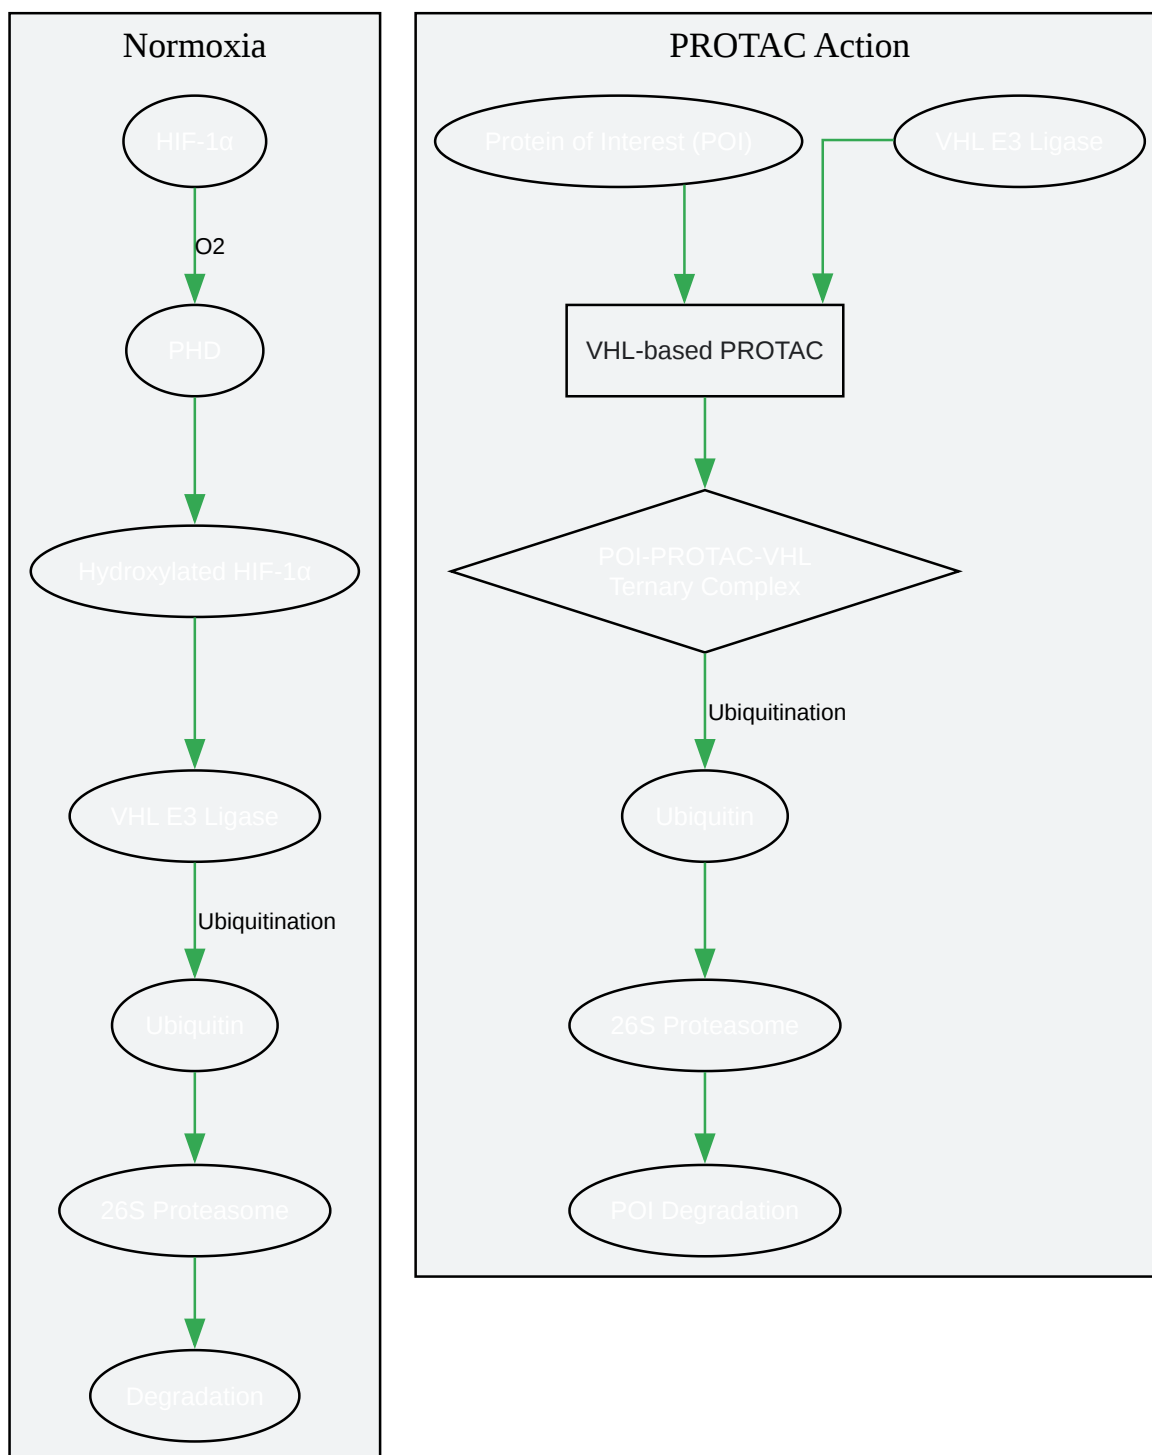 Normoxia
HIF-1α
O2
PHD
Hydroxylated HIF-1α
VHL E3 Ligase
Ubiquitination
Ubiquitin
26S Proteasome
Degradation
PROTAC Action
Protein of Interest (POI)
VHL E3 Ligase
VHL-based PROTAC
POI-PROTAC-VHL
Ternary Complex
Ubiquitination
Ubiquitin
26S Proteasome
POI Degradation